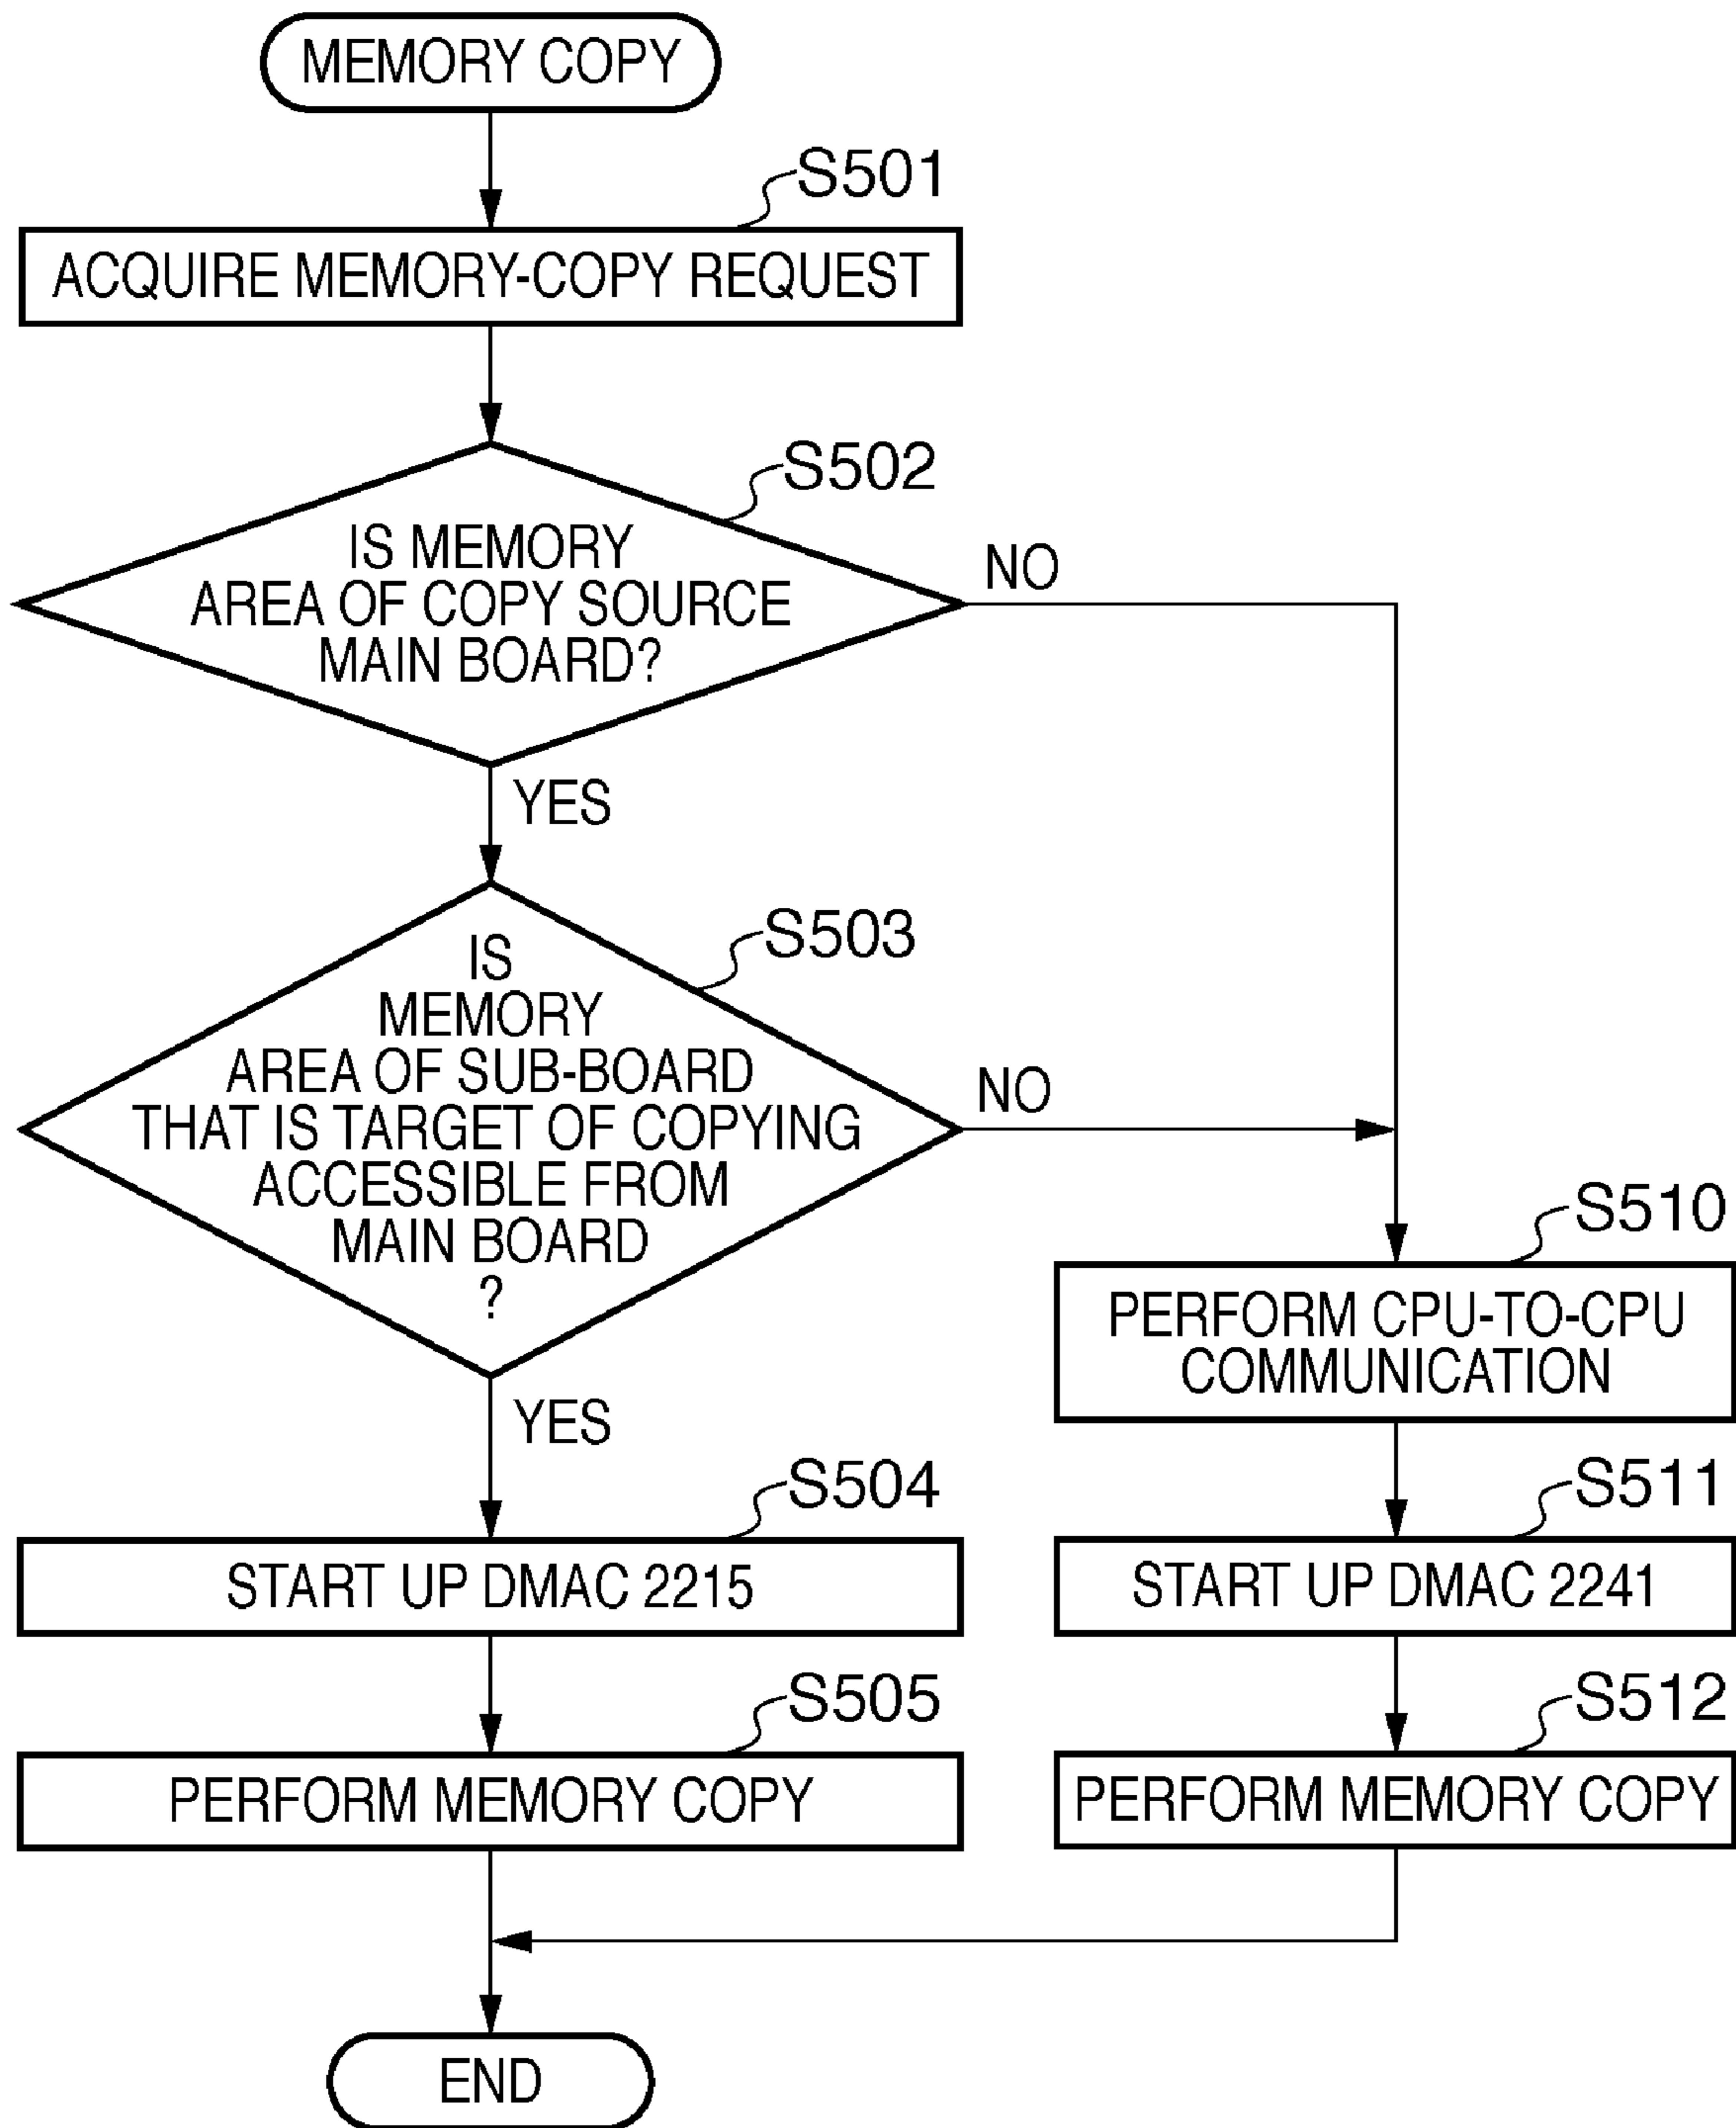 MEMORY COPY
S501
ACQUIRE MEMORY-COPY REQUEST
S502
IS MEMORY
AREA OF COPY SOURCE
MAIN BOARD?
NO
YES
S503
IS
MEMORY
AREA OF SUB-BOARD
THAT IS TARGET OF COPYING
ACCESSIBLE FROM
MAIN BOARD
?
NO
YES
S510
PERFORM CPU-TO-CPU
COMMUNICATION
S504
START UP DMAC 2215
S511
START UP DMAC 2241
S505
PERFORM MEMORY COPY
S512
PERFORM MEMORY COPY
END